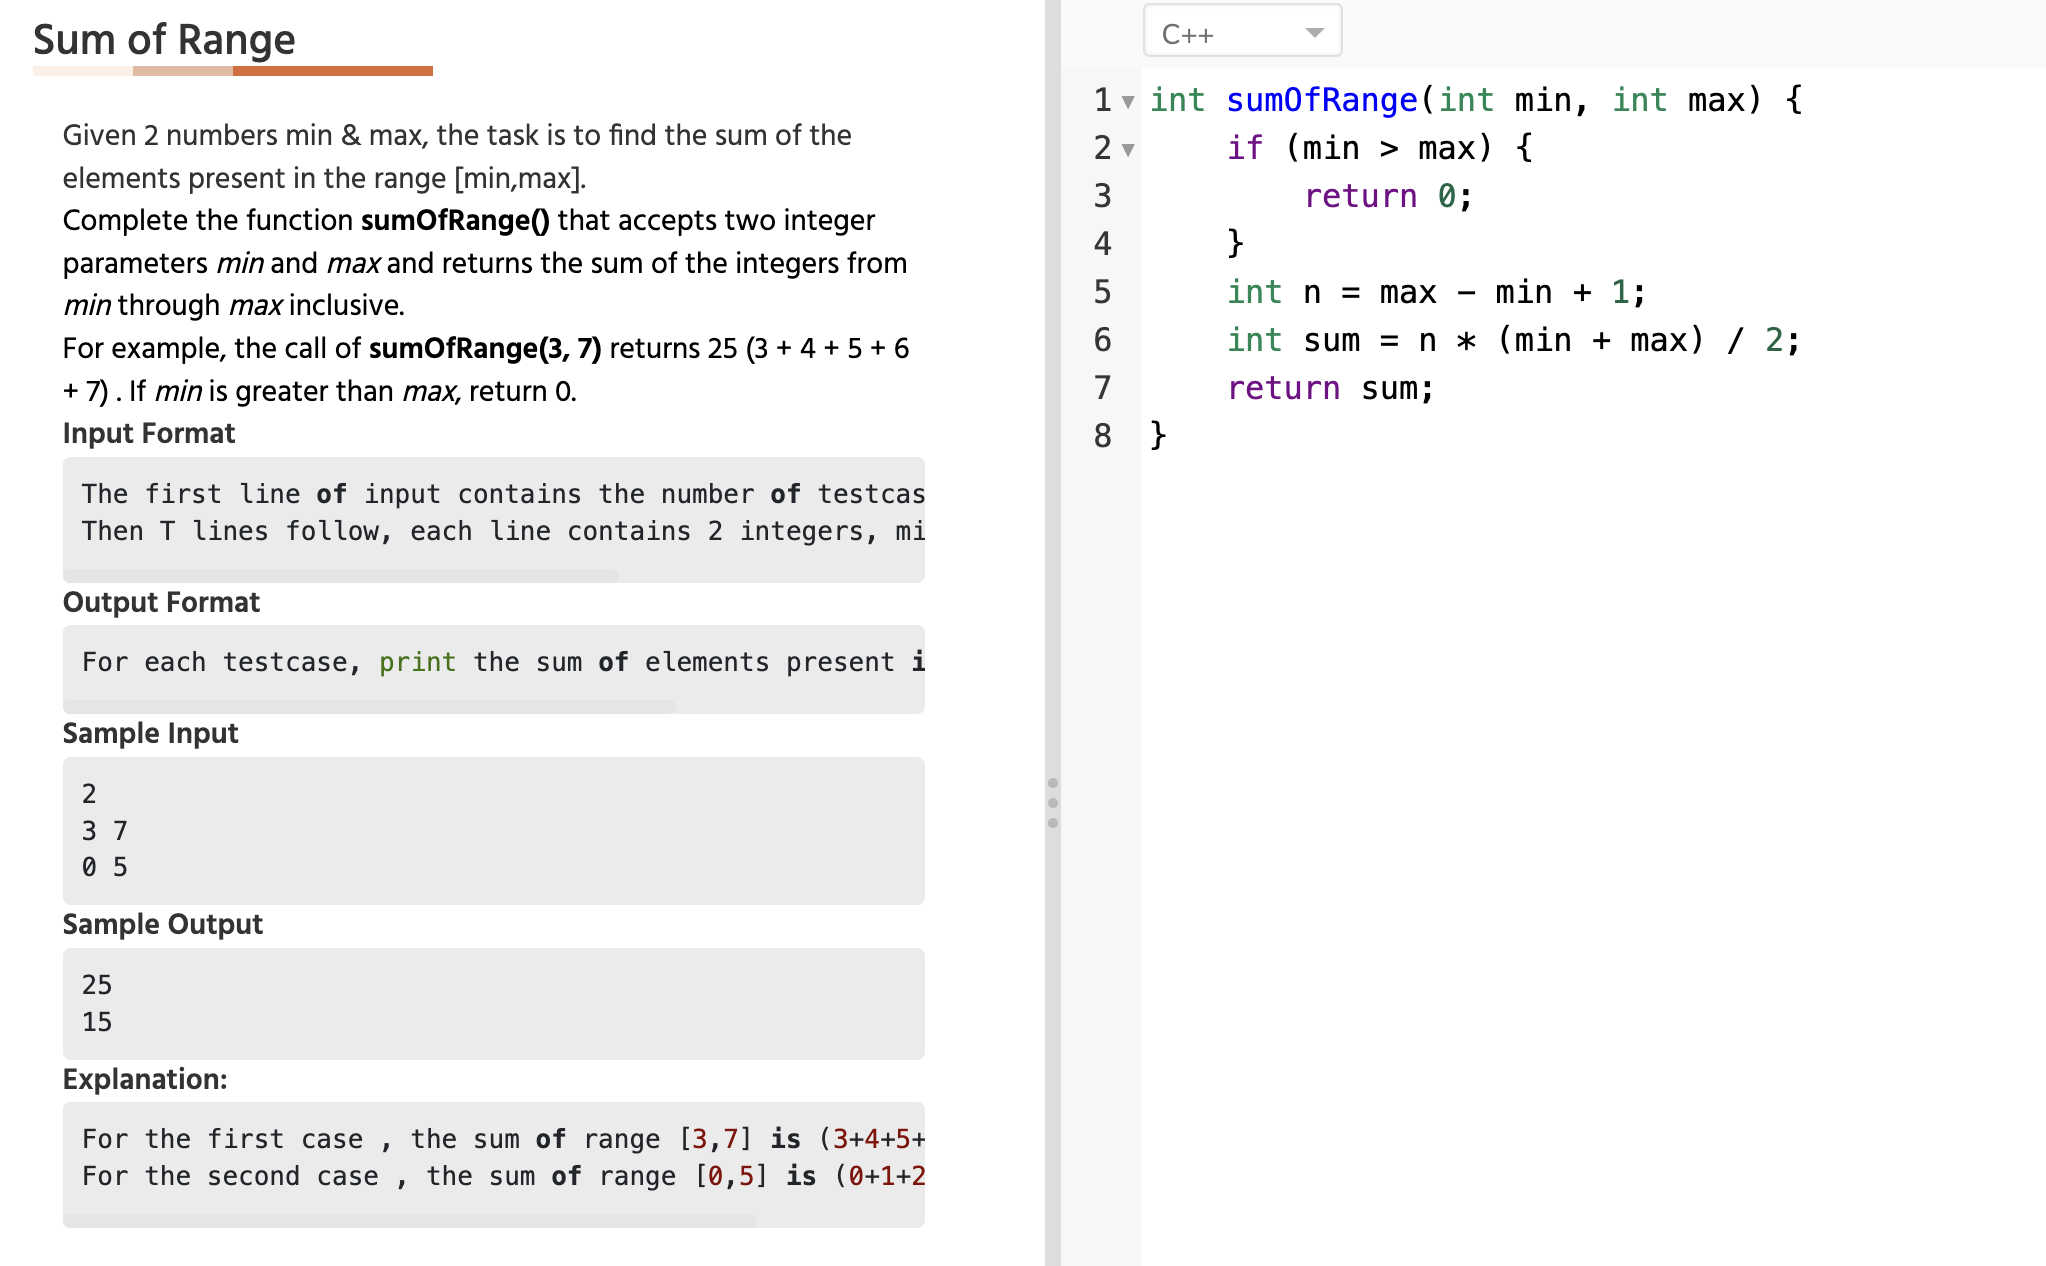 Sum of Range
Given 2 numbers min & max, the task is to find the sum of the
elements present in the range [min,max].
Complete the function sumOfRange() that accepts two integer
parameters min and max and returns the sum of the integers from
min through max inclusive.
For example, the call of sumOfRange(3, 7) returns 25 (3 + 4 + 5 + 6
+ 7) . If min is greater than max, return 0.
Input Format
The first line of input contains the number of testcas
Then T lines follow, each line contains 2 integers, mi
Output Format
For each testcase, print the sum of elements present i
Sample Input
2
3 7
0 5
Sample Output
25
15
Explanation:
For the first case , the sum of range [3,7] is (3+4+5+
For the second case , the sum of range [0,5] is (0+1+2
C++
1 int sumOfRange(int min, int max) {
2     if (min > max) {
3         return 0;
4     }
5     int n = max - min + 1;
6     int sum = n * (min + max) / 2;
7     return sum;
8 }